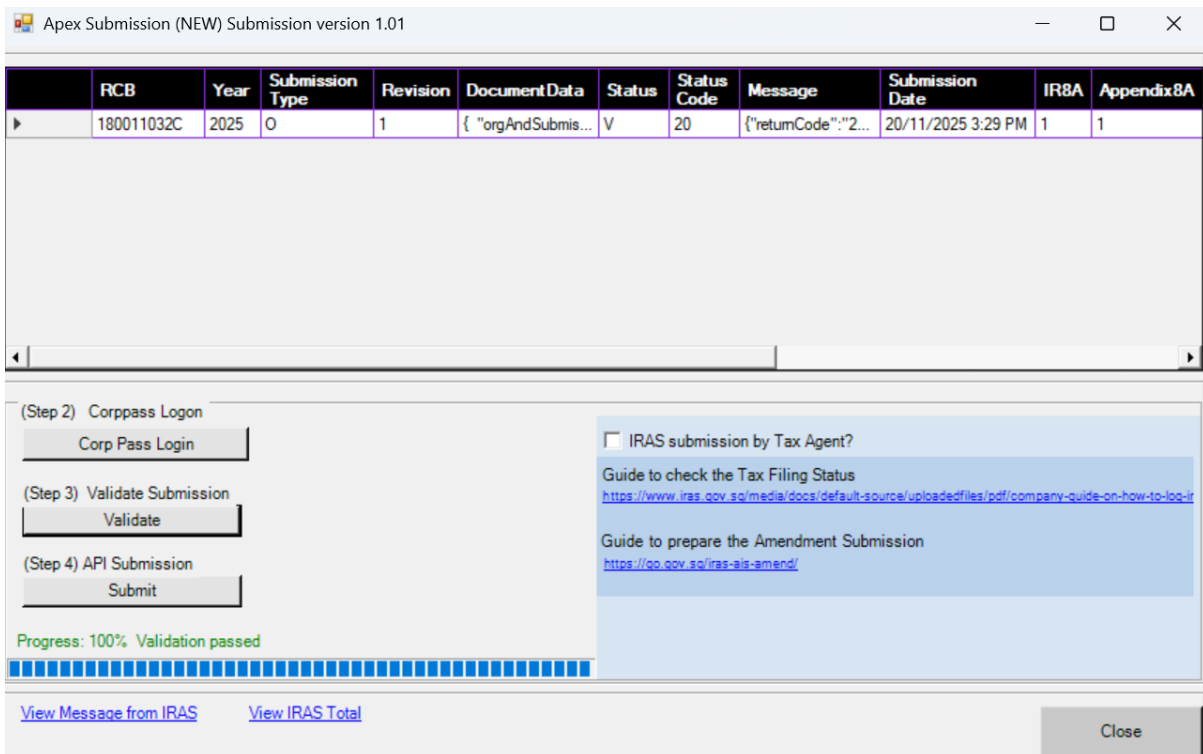 Apex Submission (NEW) Submission version 1.01
RCB Year Submission Type Revision DocumentData Status Status Code Message Submission Date IR8A Appendix8A
180011032C 2025 O 1 { "orgAndSubmis... V 20 {"returnCode":"2... 20/11/2025 3:29 PM 1 1
(Step 2) Corppass Logon
Corp Pass Login
(Step 3) Validate Submission
Validate
(Step 4) API Submission
Submit
Progress: 100% Validation passed
IRAS submission by Tax Agent?
Guide to check the Tax Filing Status
https://www.iras.gov.sg/media/docs/default-source/uploadedfiles/pdf/company-guide-on-how-to-log-ir
Guide to prepare the Amendment Submission
https://go.gov.sg/iras-ais-amend/
View Message from IRAS View IRAS Total
Close